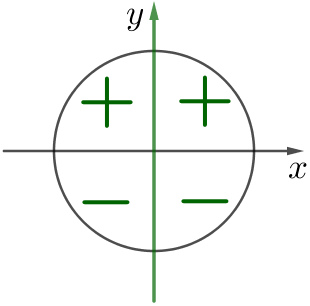 y
+ +
x
− −